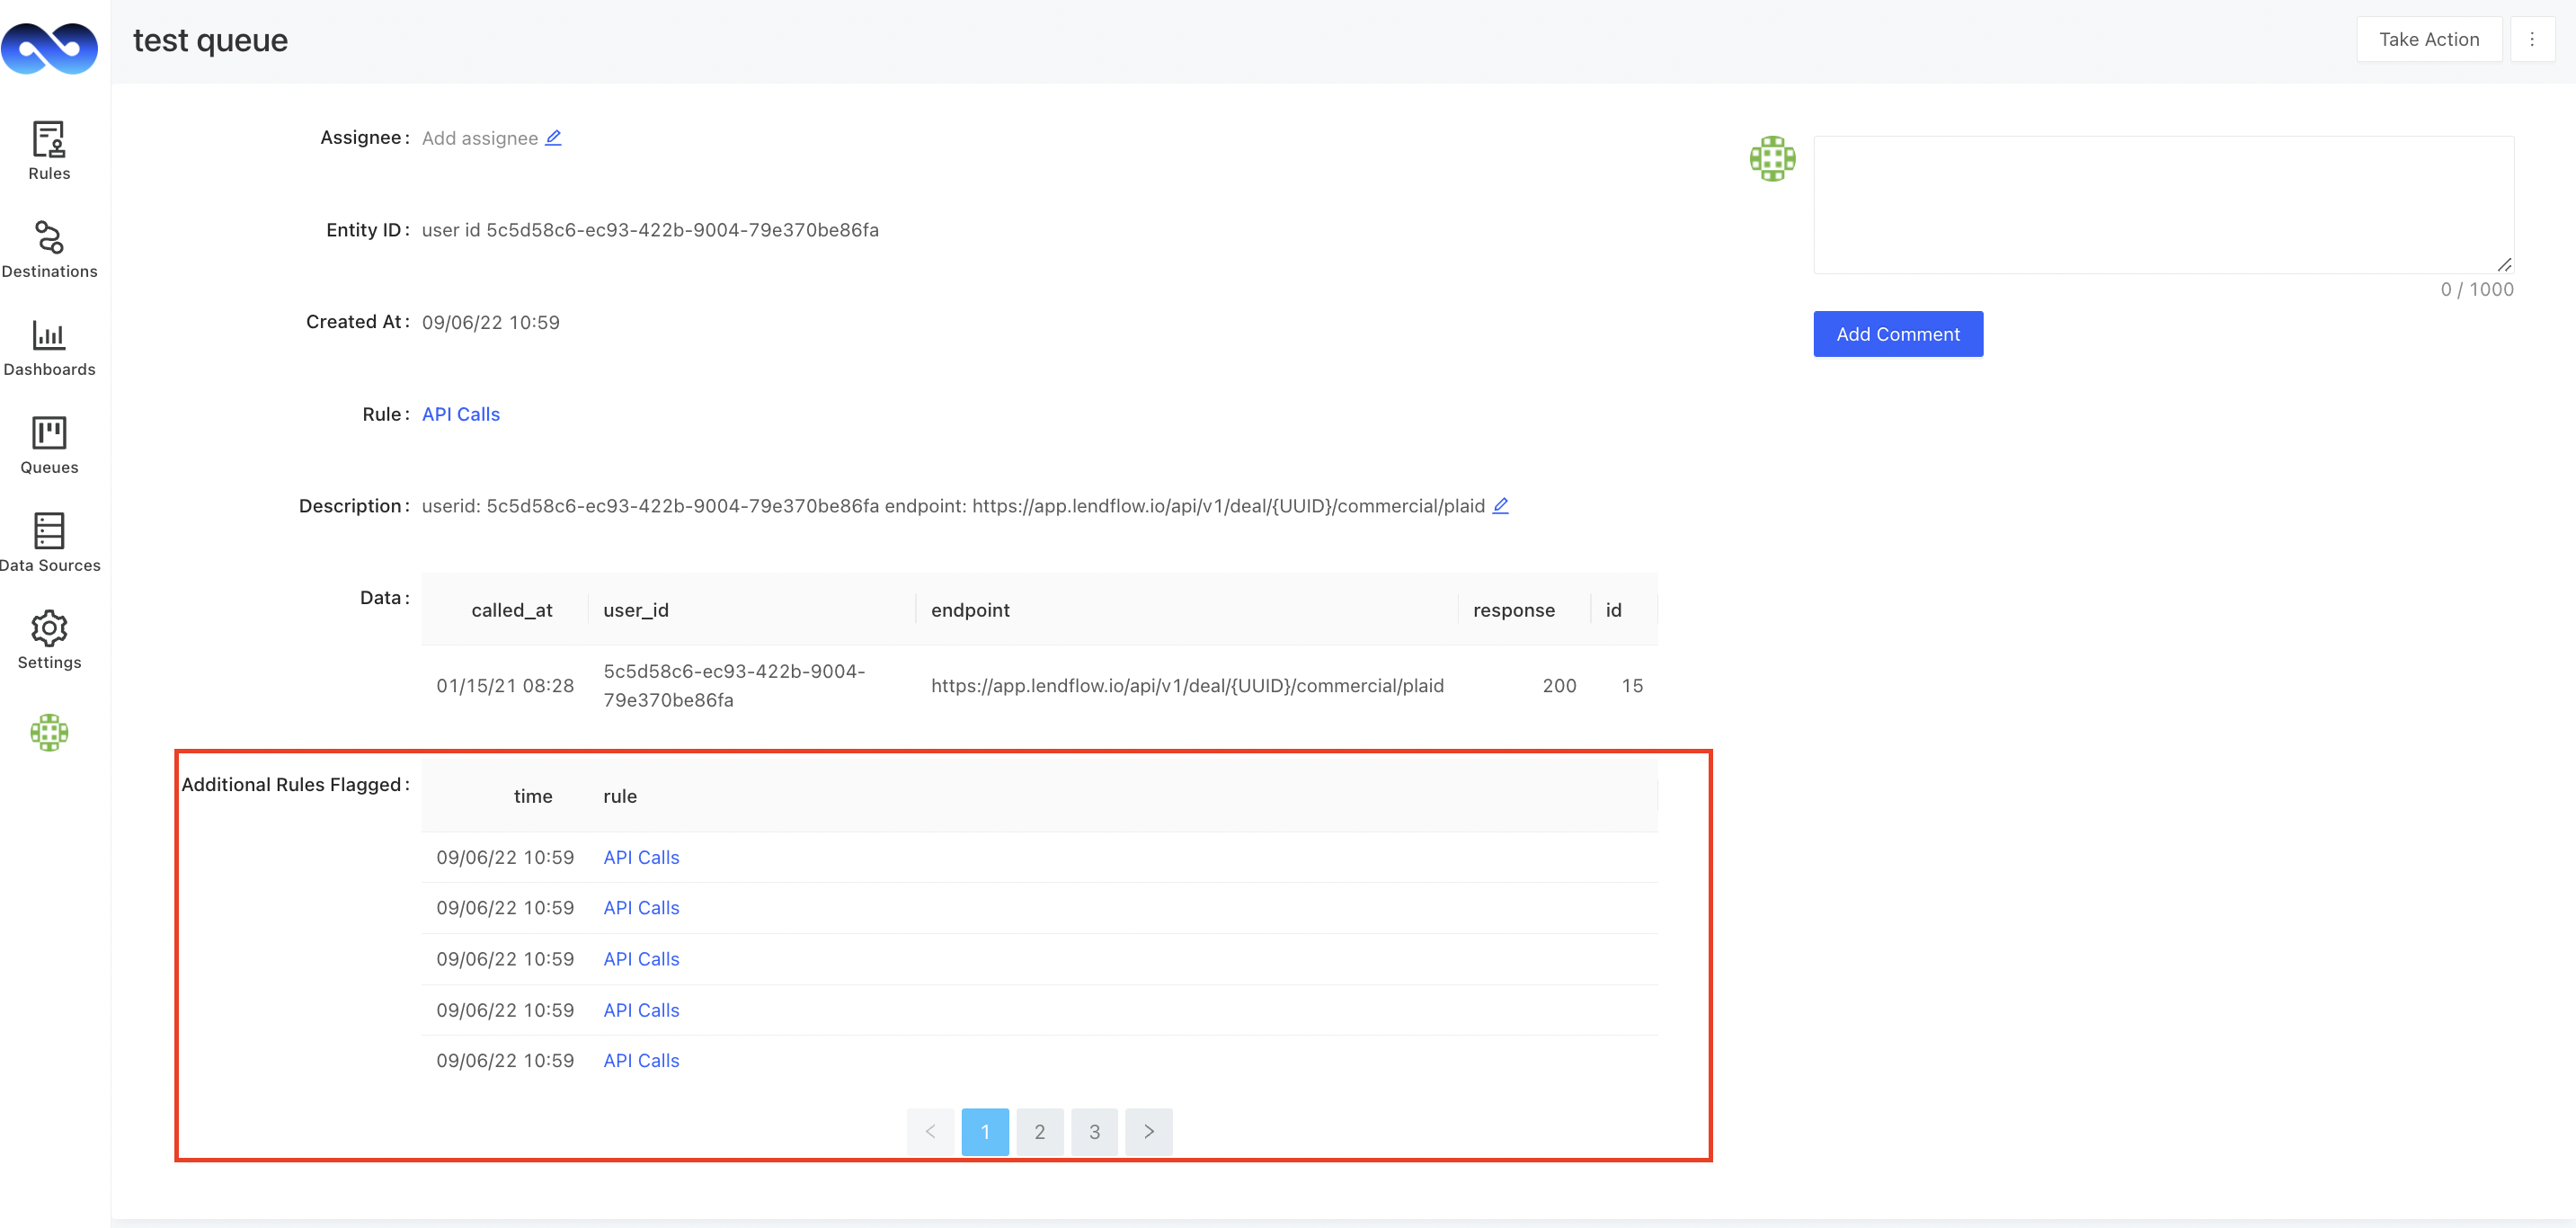 test queue
Take Action
Rules
Destinations
Dashboards
Queues
Data Sources
Settings
Assignee: Add assignee
Entity ID: user id 5c5d58c6-ec93-422b-9004-79e370be86fa
Created At: 09/06/22 10:59
Rule: API Calls
Description: userid: 5c5d58c6-ec93-422b-9004-79e370be86fa endpoint: https://app.lendflow.io/api/v1/deal/{UUID}/commercial/plaid
Data:
called_at user_id endpoint response id
01/15/21 08:28 5c5d58c6-ec93-422b-9004- https://app.lendflow.io/api/v1/deal/{UUID}/commercial/plaid 200 15
79e370be86fa
Additional Rules Flagged:
time rule
09/06/22 10:59 API Calls
09/06/22 10:59 API Calls
09/06/22 10:59 API Calls
09/06/22 10:59 API Calls
09/06/22 10:59 API Calls
< 1 2 3 >
0 / 1000
Add Comment